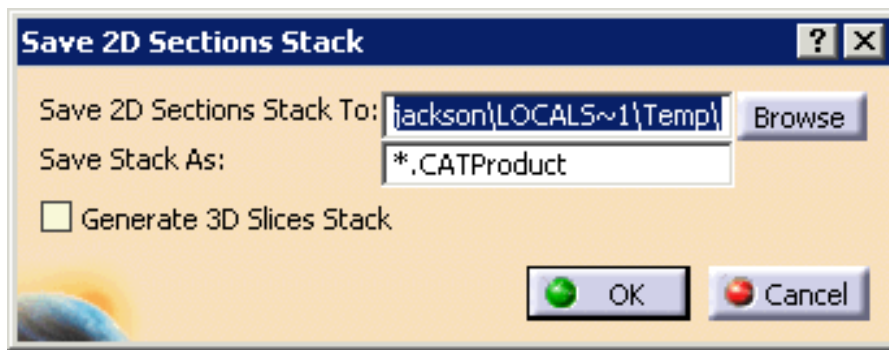 Save 2D Sections Stack
Save 2D Sections Stack To: jackson\LOCALS~1\Temp\ Browse
Save Stack As: *.CATProduct
Generate 3D Slices Stack
OK Cancel